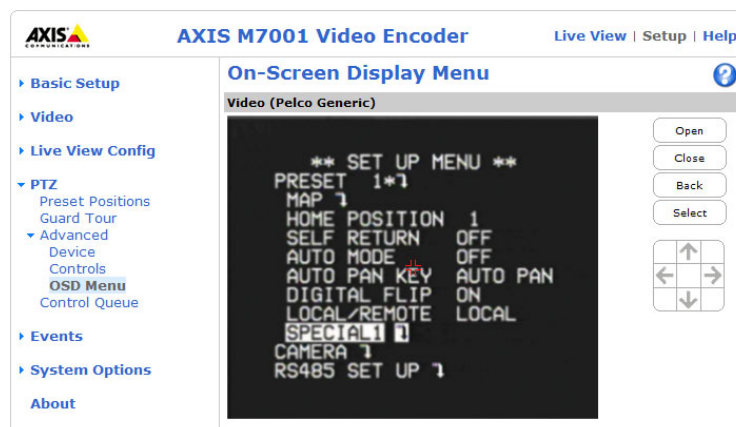 AXIS
COMMUNICATIONS
AXIS M7001 Video Encoder
Live View | Setup | Help
Basic Setup
Video
Live View Config
PTZ
Preset Positions
Guard Tour
Advanced
Device
Controls
OSD Menu
Control Queue
Events
System Options
About
On-Screen Display Menu
?
Video (Pelco Generic)
** SET UP MENU **
PRESET 1*↴
MAP ↴
HOME POSITION 1
SELF RETURN OFF
AUTO MODE OFF
AUTO PAN KEY AUTO PAN
DIGITAL FLIP ON
LOCAL/REMOTE LOCAL
SPECIAL1 ↴
CAMERA ↴
RS485 SET UP ↴
Open
Close
Back
Select